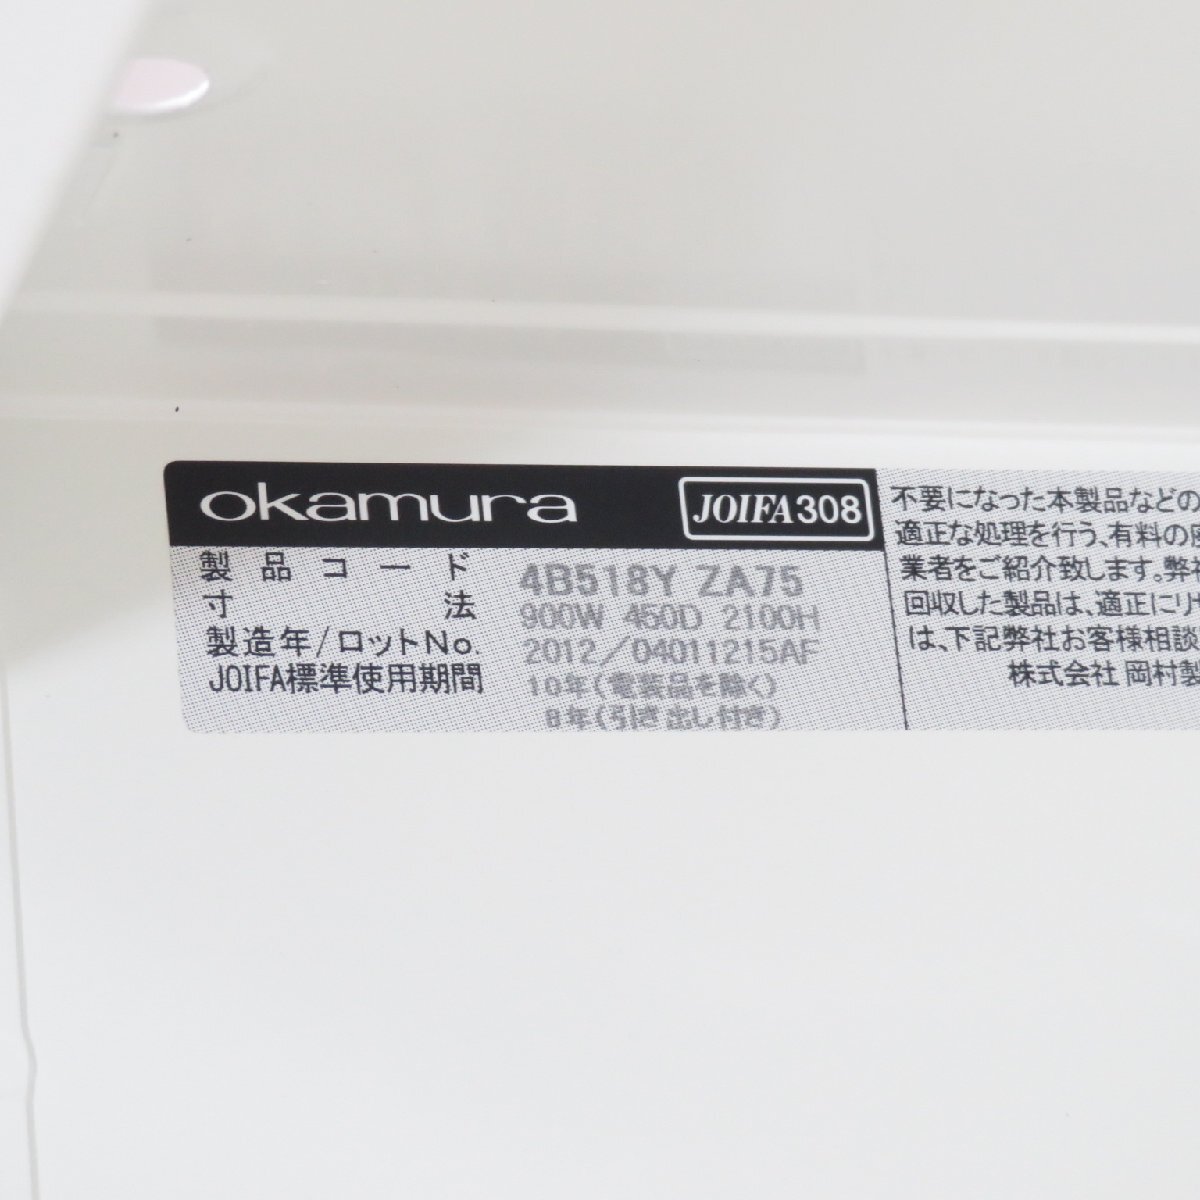 okamura JOIFA308
製品コード 4B518Y ZA75
寸法 900W 450D 2100H
製造年/ロットNo. 2012/04011215AF
JOIFA標準使用期間 10年(電装品を除く)
8年(引き出し付き)
不要になった本製品などの
適正な処理を行う、有料の
業者をご紹介致します。弊社
回収した製品は、適正にリサ
は、下記弊社お客様相談
株式会社 岡村製